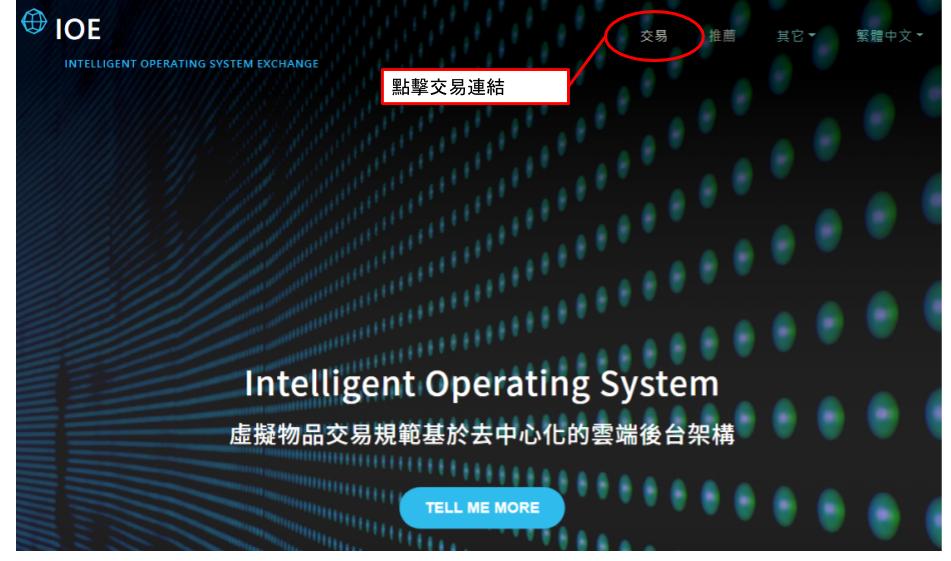 IOE
INTELLIGENT OPERATING SYSTEM EXCHANGE
交易
推薦
其它
繁體中文
點擊交易連結
Intelligent Operating System
虛擬物品交易規範基於去中心化的雲端後台架構
TELL ME MORE